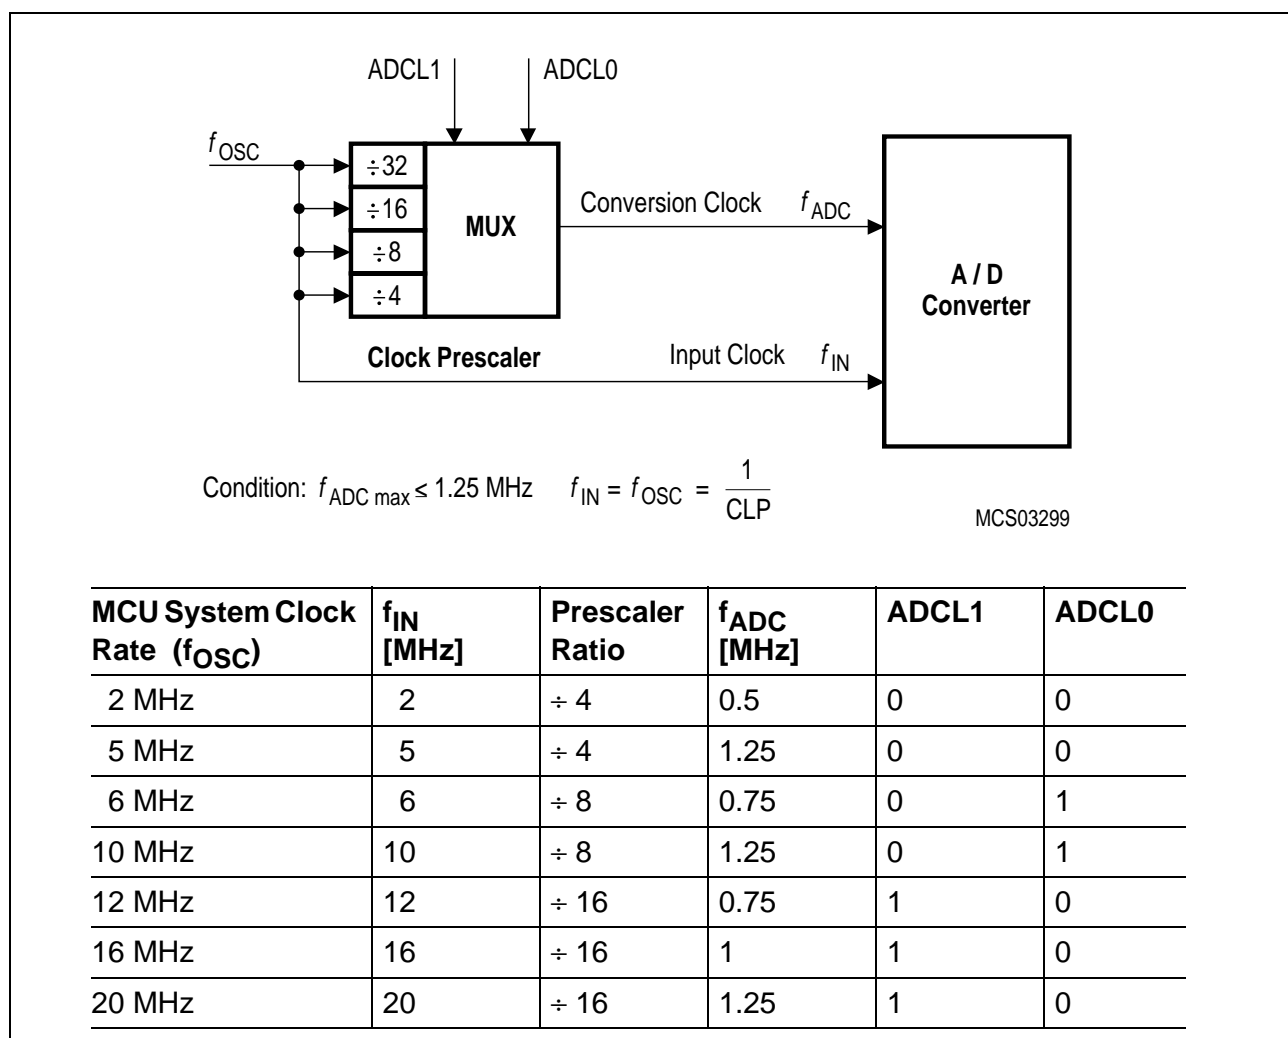 ADCL1 ADCL0
fOSC
÷32
÷16
÷8
÷4
MUX
Conversion Clock fADC
A / D
Converter
Clock Prescaler
Input Clock fIN
Condition: fADC max ≤ 1.25 MHz fIN = fOSC = 1/CLP
MCS03299
MCU System Clock Rate (fOSC) | fIN [MHz] | Prescaler Ratio | fADC [MHz] | ADCL1 | ADCL0
2 MHz | 2 | ÷ 4 | 0.5 | 0 | 0
5 MHz | 5 | ÷ 4 | 1.25 | 0 | 0
6 MHz | 6 | ÷ 8 | 0.75 | 0 | 1
10 MHz | 10 | ÷ 8 | 1.25 | 0 | 1
12 MHz | 12 | ÷ 16 | 0.75 | 1 | 0
16 MHz | 16 | ÷ 16 | 1 | 1 | 0
20 MHz | 20 | ÷ 16 | 1.25 | 1 | 0